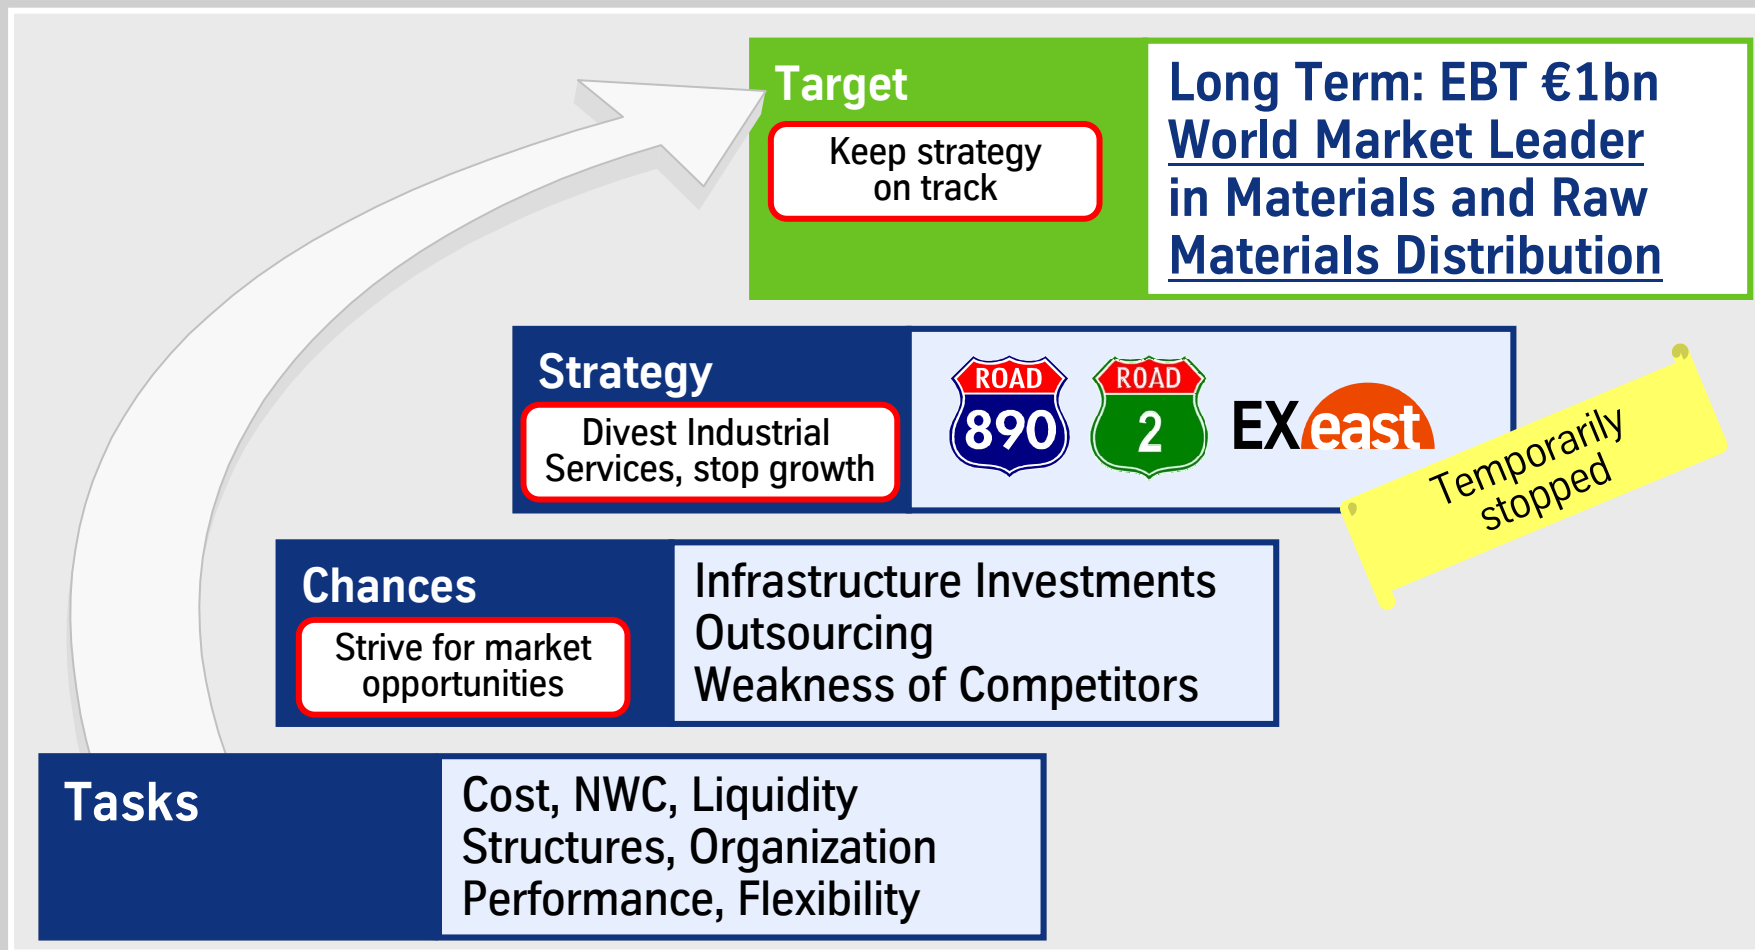 Target
Keep strategy
on track
Long Term: EBT €1bn
World Market Leader
in Materials and Raw
Materials Distribution
Strategy
Divest Industrial
Services, stop growth
ROAD
890
ROAD
2
EXeast
Temporarily
stopped
Chances
Strive for market
opportunities
Infrastructure Investments
Outsourcing
Weakness of Competitors
Tasks
Cost, NWC, Liquidity
Structures, Organization
Performance, Flexibility